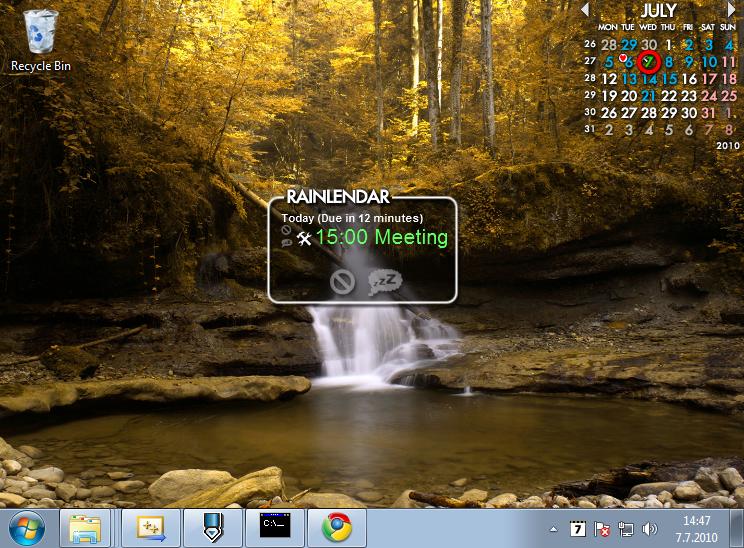 Recycle Bin
JULY
MON TUE WED THU FRI SAT SUN
26 28 29 30 1 2 3 4
27 5 6 7 8 9 10 11
28 12 13 14 15 16 17 18
29 19 20 21 22 23 24 25
30 26 27 28 29 30 31 1
31 2 3 4 5 6 7 8
2010
RAINLENDAR
Today (Due in 12 minutes)
15:00 Meeting
zzZ
C:\_
7
14:47
7.7.2010